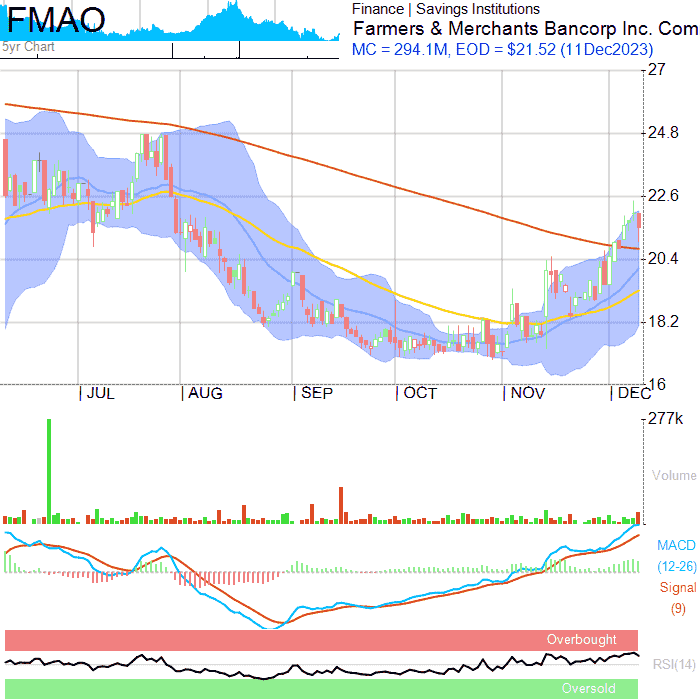 FMAO
5yr Chart
Finance | Savings Institutions
Farmers & Merchants Bancorp Inc. Com
MC = 294.1M, EOD = $21.52 (11Dec2023)
27
24.8
22.6
20.4
18.2
16
JUL AUG SEP OCT NOV DEC
277k
Volume
MACD
(12-26)
Signal
(9)
Overbought
RSI(14)
Oversold